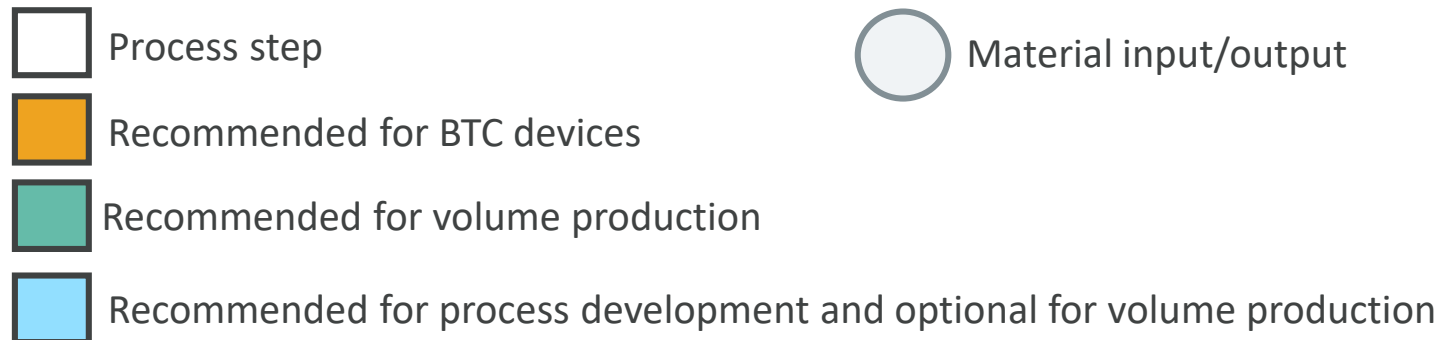 Process step
Material input/output
Recommended for BTC devices
Recommended for volume production
Recommended for process development and optional for volume production